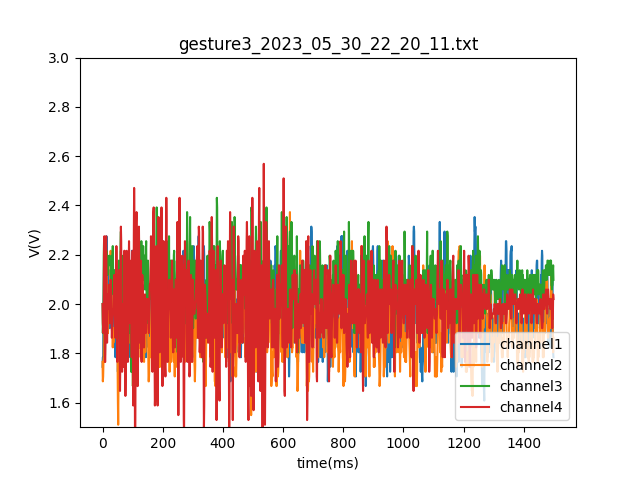 gesture3_2023_05_30_22_20_11.txt
3.0
2.8
2.6
2.4
2.2
2.0
1.8
1.6
V(V)
channel1
channel2
channel3
channel4
0 200 400 600 800 1000 1200 1400
time(ms)